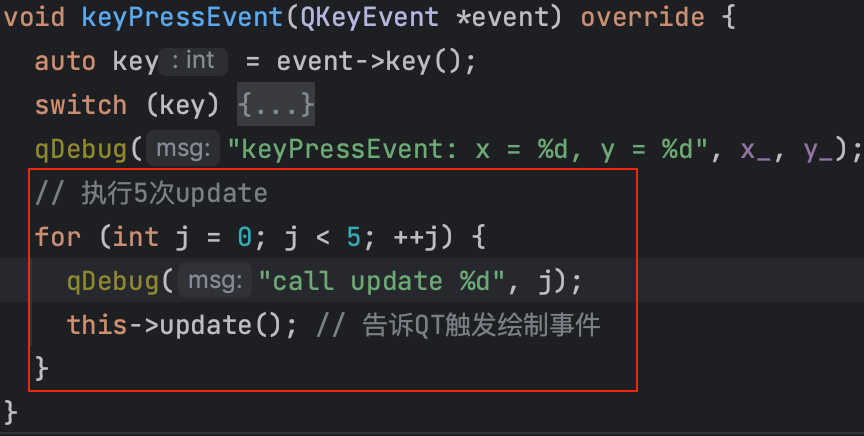 void keyPressEvent(QKeyEvent *event) override {
auto key : int = event->key();
switch (key) {...}
qDebug( msg: "keyPressEvent: x = %d, y = %d", x_, y_);
// 执行5次update
for (int j = 0; j < 5; ++j) {
qDebug( msg: "call update %d", j);
this->update(); // 告诉QT触发绘制事件
}
}